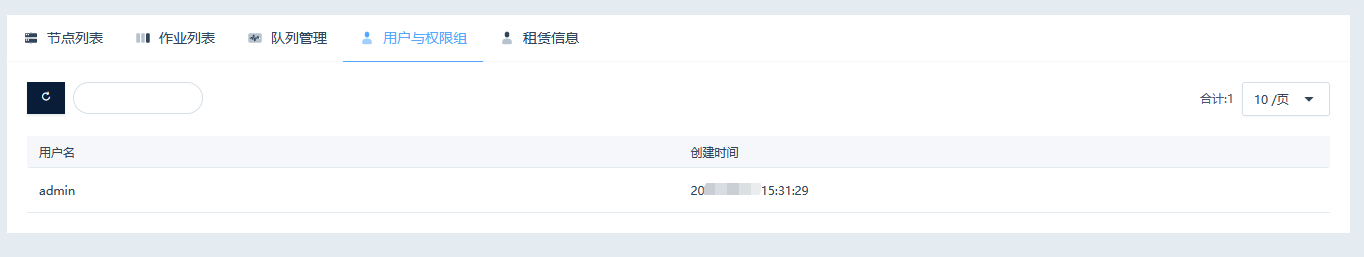 节点列表 作业列表 队列管理 用户与权限组 租赁信息
合计:1 10 /页
用户名 创建时间
admin 20 15:31:29